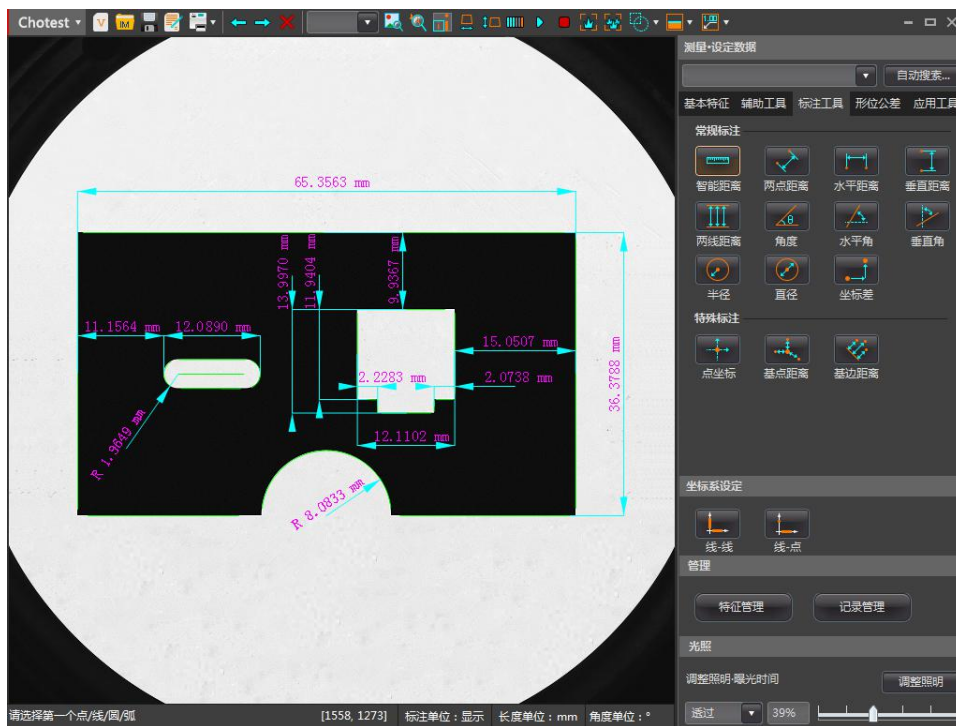 Chotest
测量•设定数据
自动搜索...
基本特征 辅助工具 标注工具 形位公差 应用工具
常规标注
智能距离 两点距离 水平距离 垂直距离
两线距离 角度 水平角 垂直角
半径 直径 坐标差
特殊标注
点坐标 基点距离 基边距离
坐标系设定
线-线 线-点
管理
特征管理 记录管理
光照
调整照明•曝光时间
调整照明
透过 39%
65.3563 mm
13.9970 mm
11.9404 mm
9.9367 mm
11.1564 mm
12.0890 mm
15.0507 mm
2.2283 mm
2.0738 mm
36.3788 mm
12.1102 mm
R 1.9649 mm
R 8.0833 mm
请选择第一个点/线/圆/弧
[1558, 1273] 标注单位：显示 长度单位：mm 角度单位：°